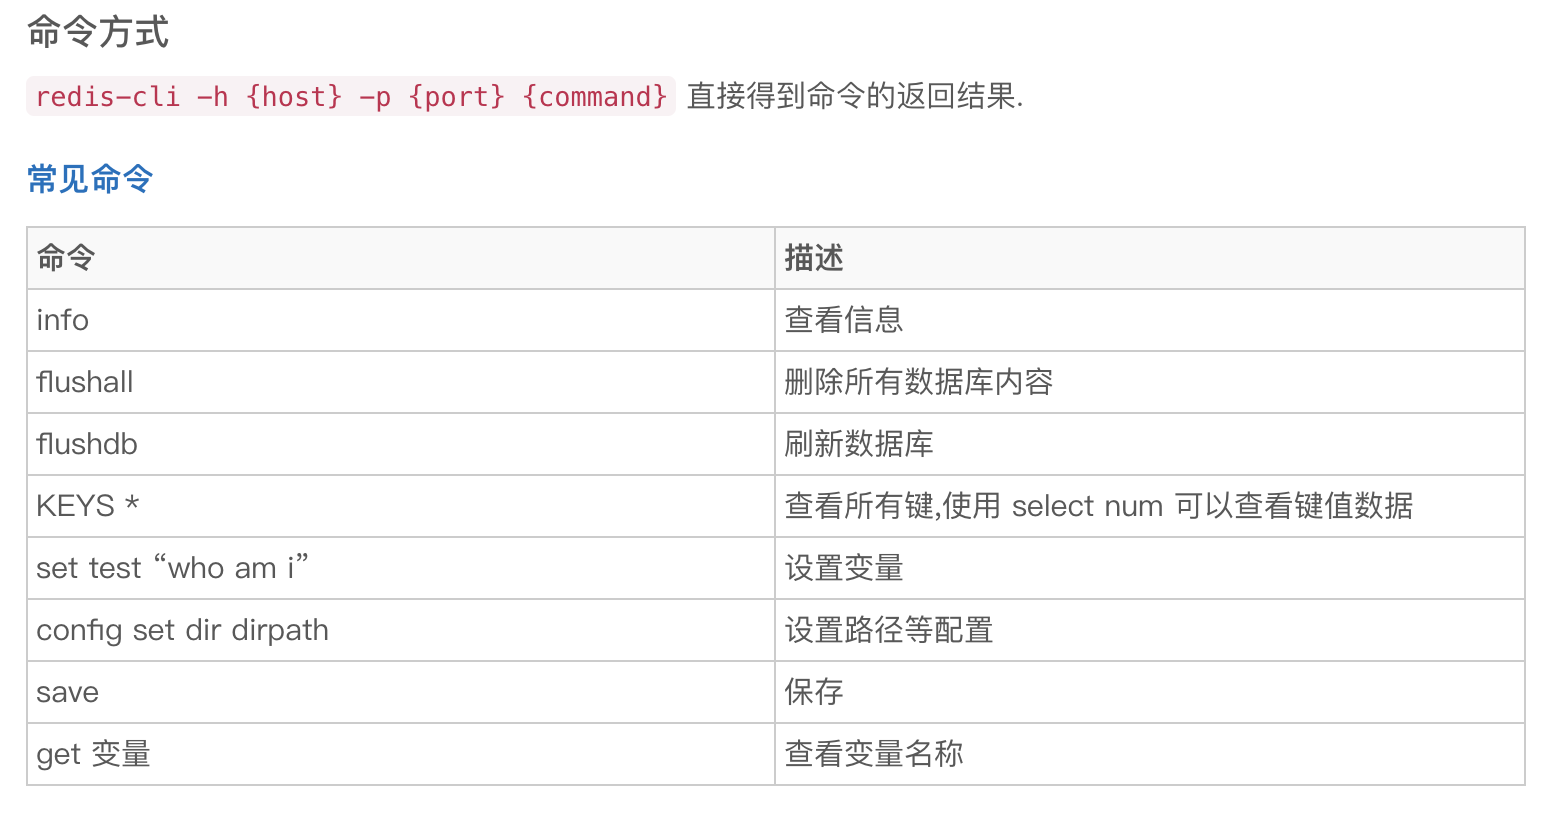 命令方式
redis-cli -h {host} -p {port} {command} 直接得到命令的返回结果.
常见命令
命令 描述
info 查看信息
flushall 删除所有数据库内容
flushdb 刷新数据库
KEYS * 查看所有键,使用 select num 可以查看键值数据
set test “who am i” 设置变量
config set dir dirpath 设置路径等配置
save 保存
get 变量 查看变量名称